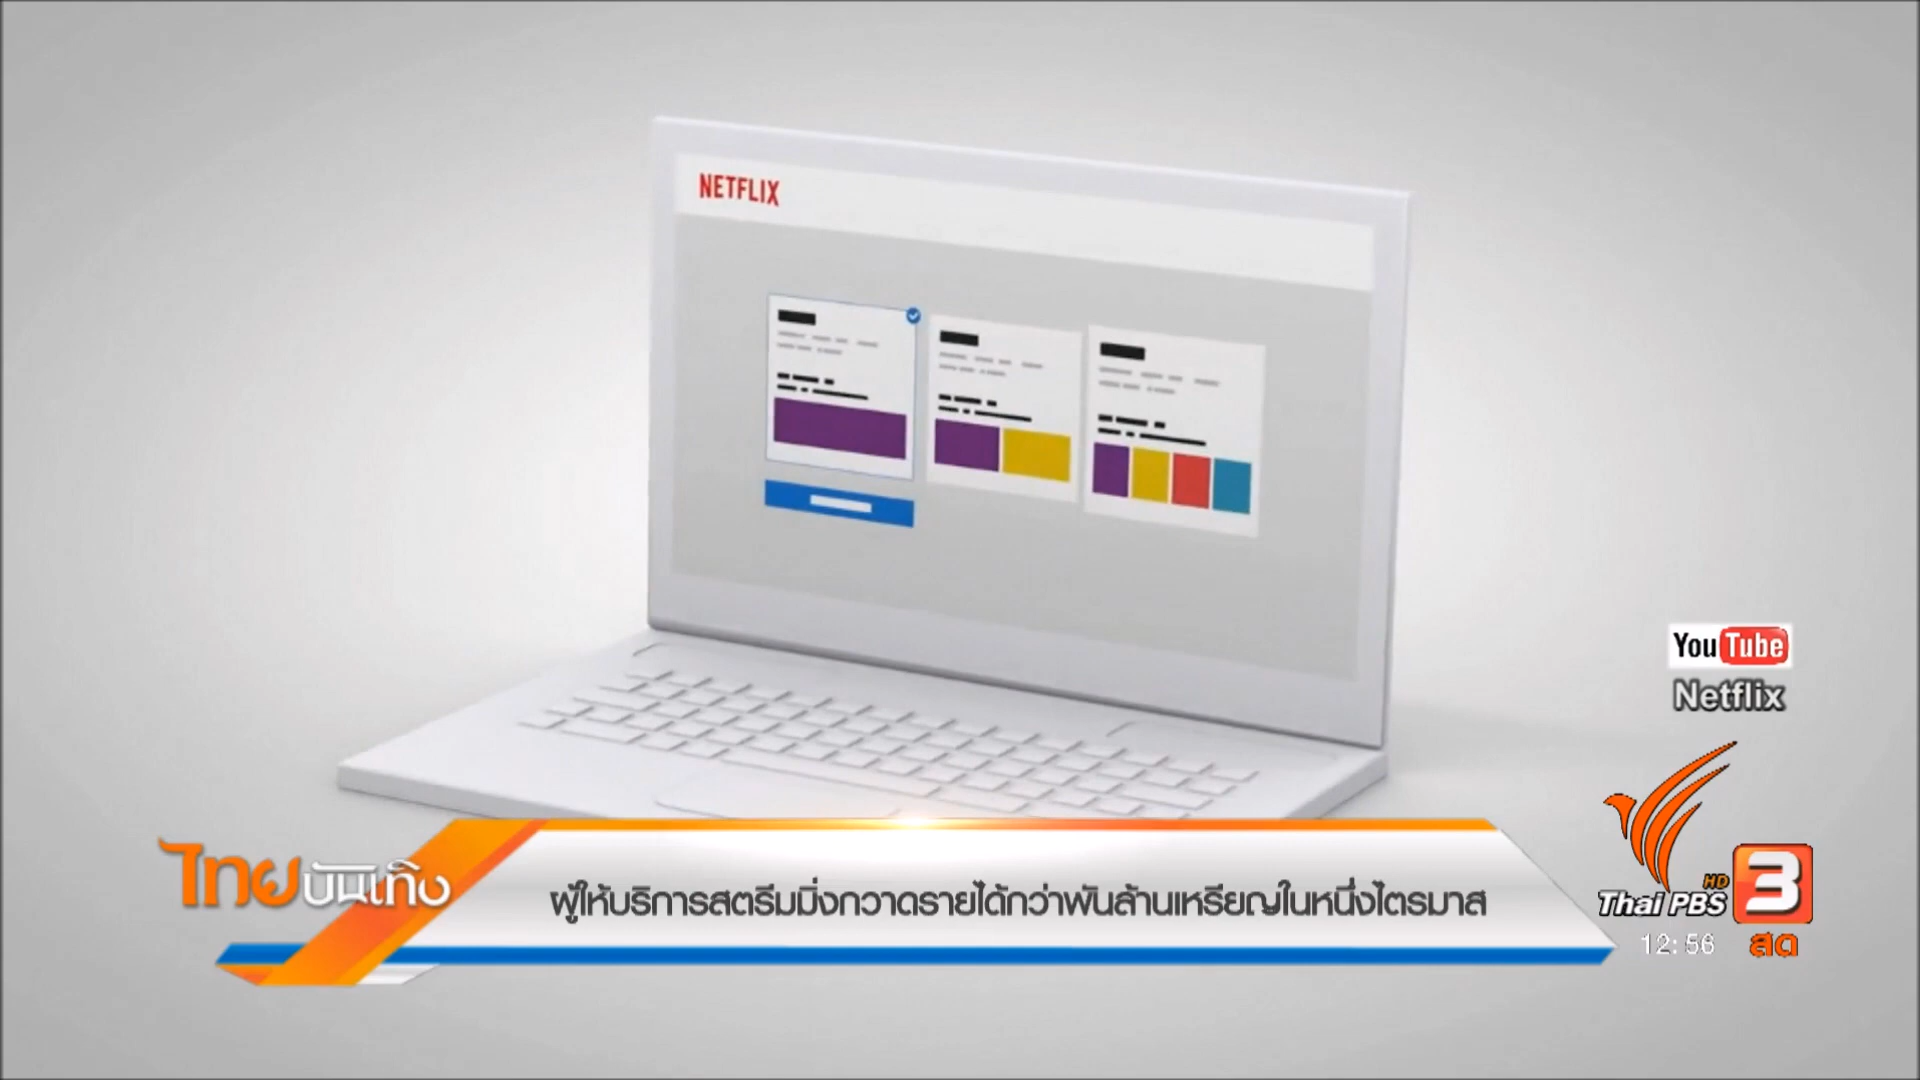 NETFLIX
YouTube
Netflix
ไทยบันเทิง
ผู้ให้บริการสตรีมมิ่งกวาดรายได้กว่าพันล้านเหรียญในหนึ่งไตรมาส
Thai PBS HD 3
12:56 สด